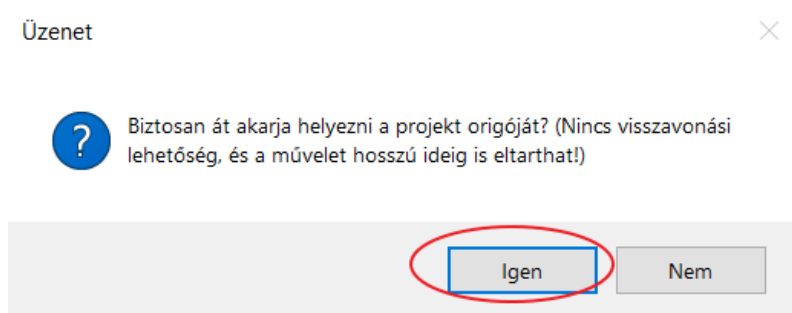 Üzenet
Biztosan át akarja helyezni a projekt origóját? (Nincs visszavonási
lehetőség, és a művelet hosszú ideig is eltarthat!)
Igen
Nem